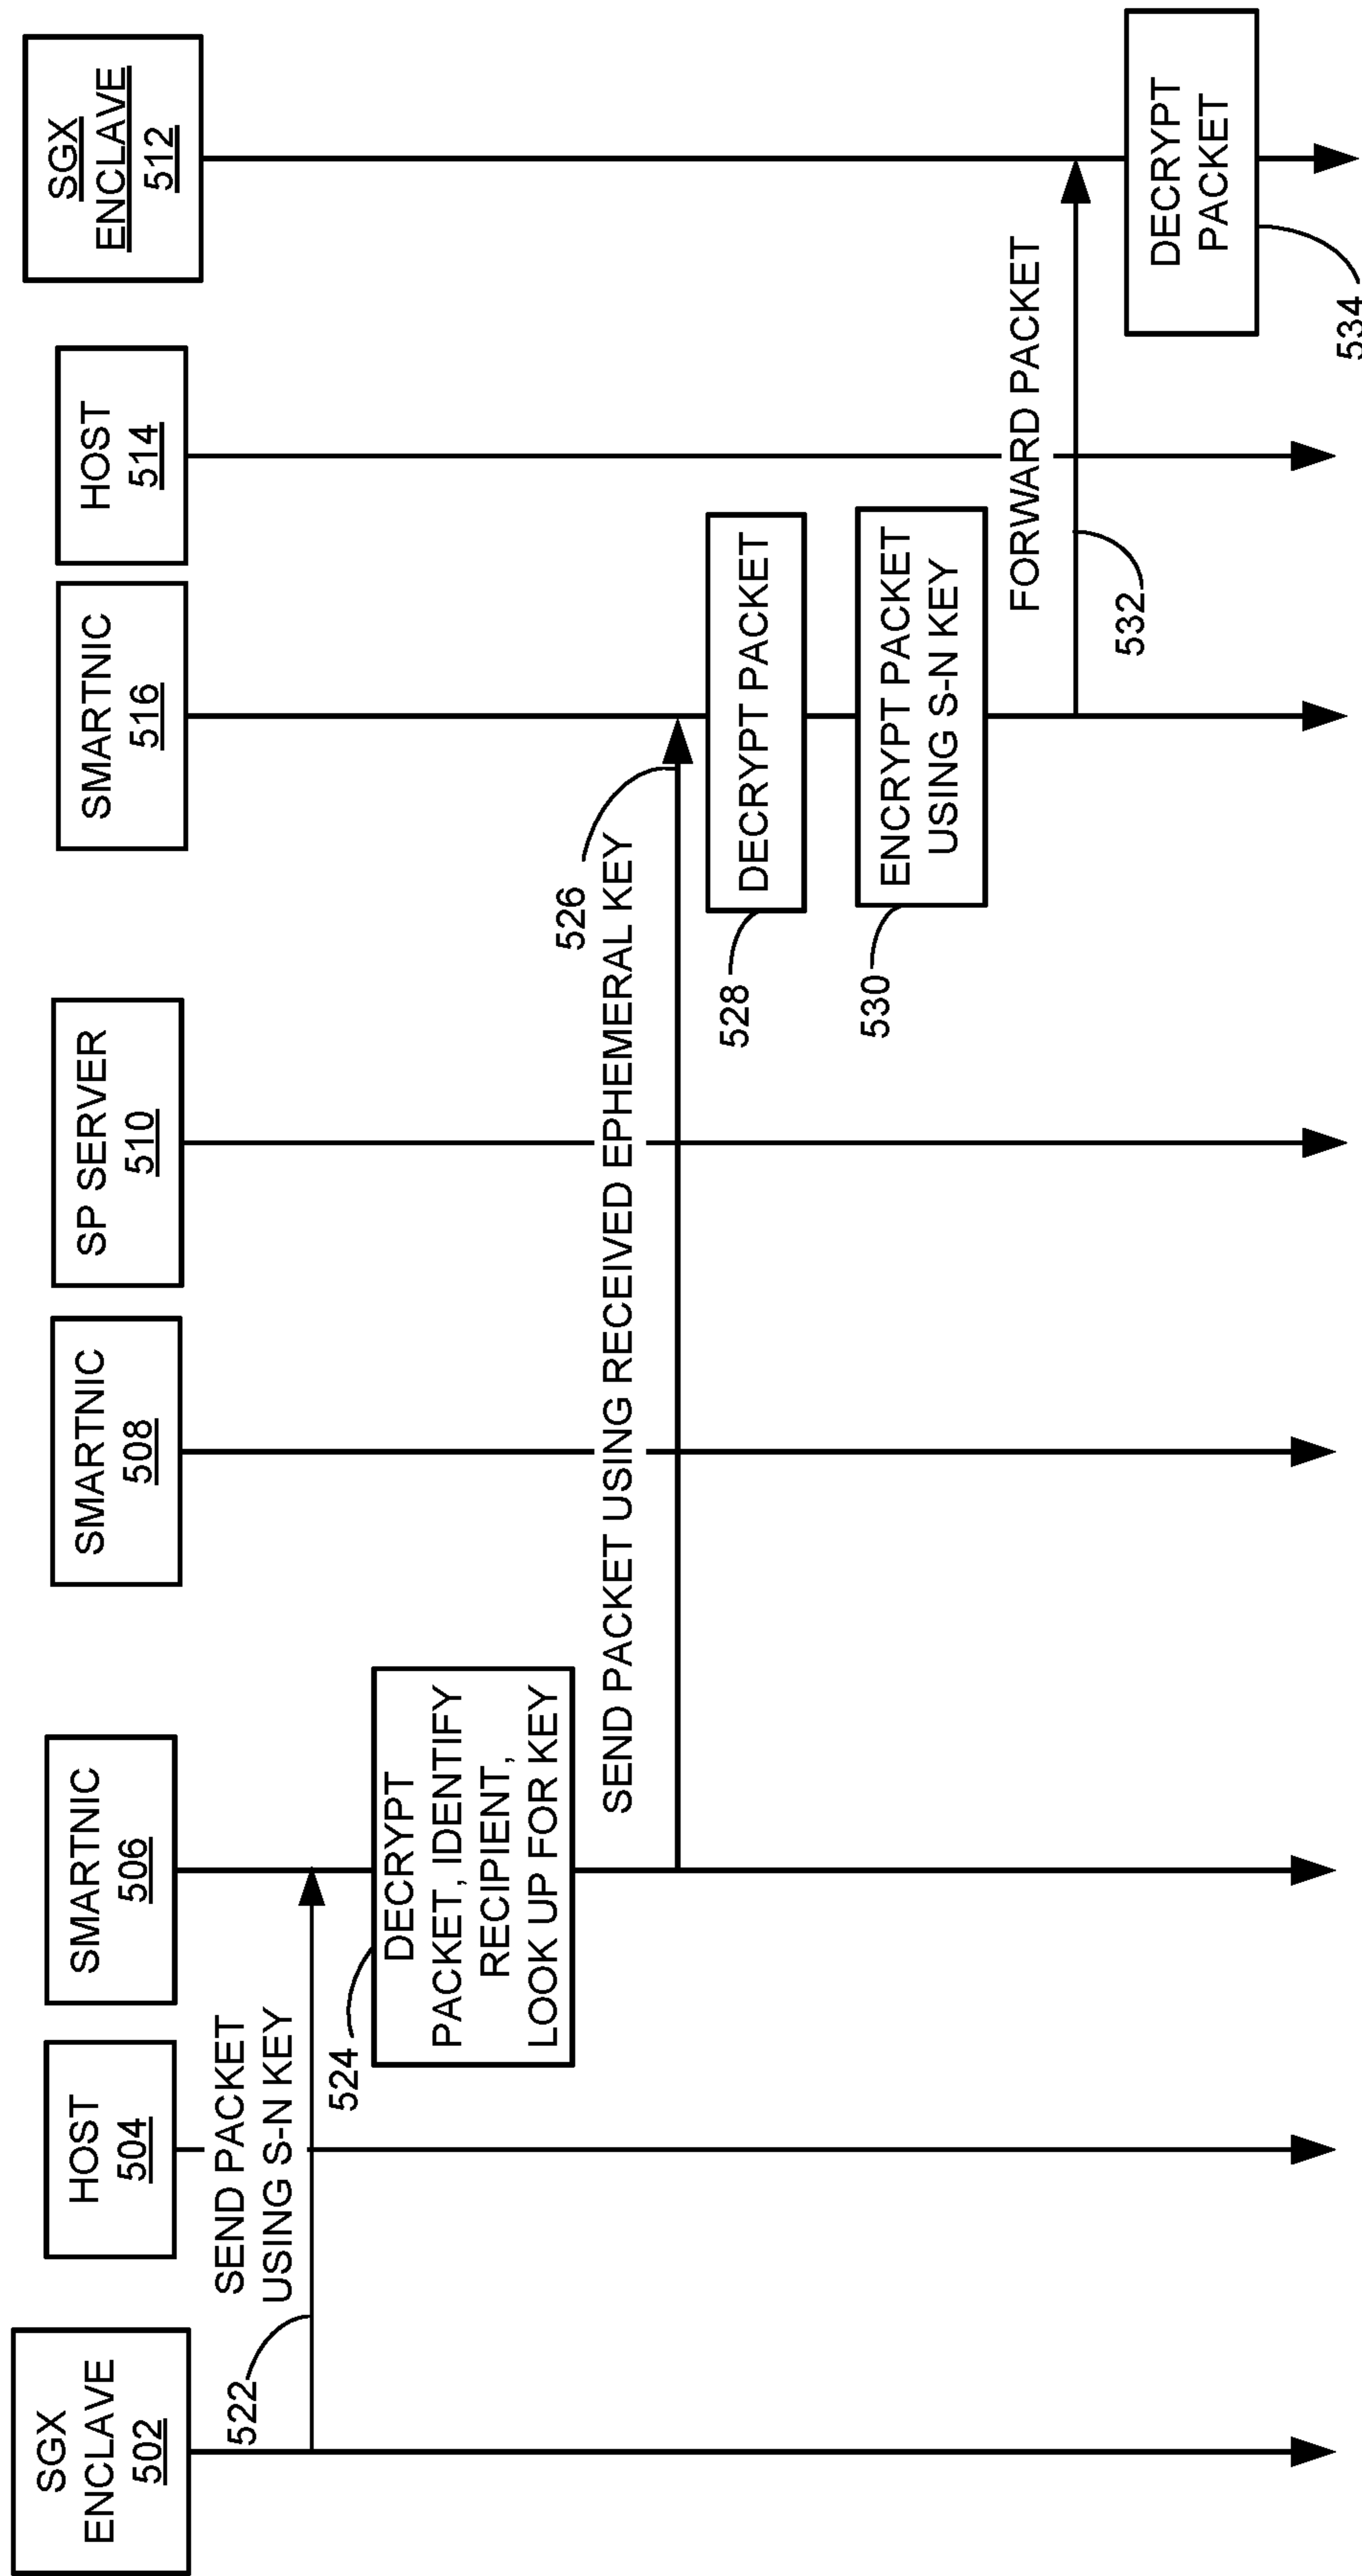 SGX
ENCLAVE
502
HOST
504
SMARTNIC
506
SMARTNIC
508
SP SERVER
510
SMARTNIC
516
HOST
514
SGX
ENCLAVE
512
SEND PACKET
USING S-N KEY
522
DECRYPT
PACKET, IDENTIFY
RECIPIENT,
LOOK UP FOR KEY
524
SEND PACKET USING RECEIVED EPHEMERAL KEY
526
DECRYPT PACKET
528
ENCRYPT PACKET
USING S-N KEY
530
FORWARD PACKET
532
DECRYPT
PACKET
534